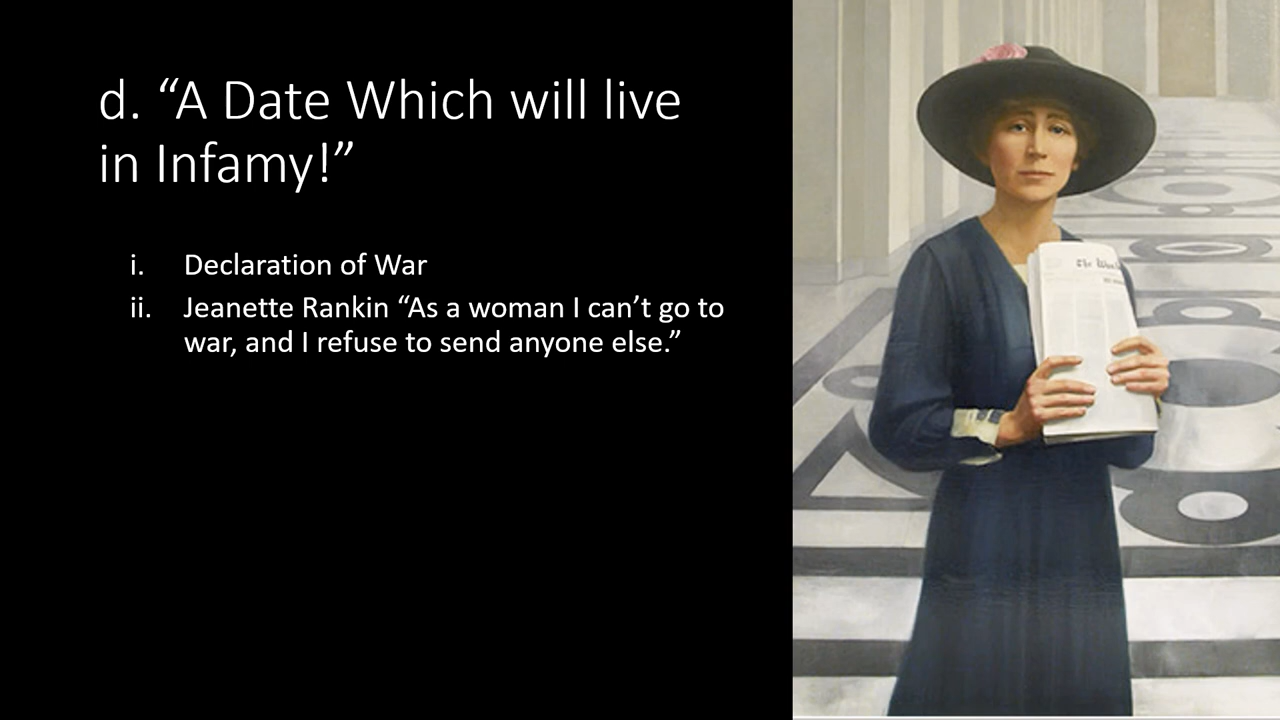 d. “A Date Which will live
in Infamy!”
i. Declaration of War
ii. Jeanette Rankin “As a woman I can’t go to
war, and I refuse to send anyone else.”
The